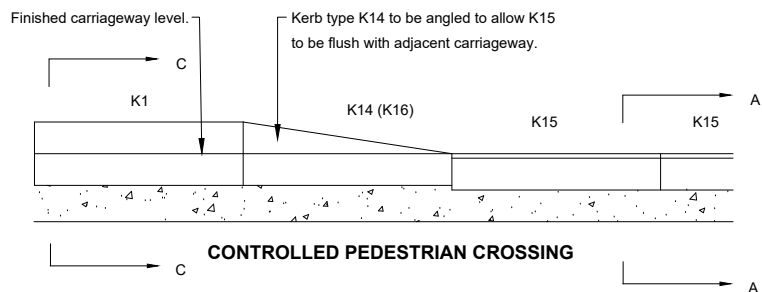 Finished carriageway level.
Kerb type K14 to be angled to allow K15
to be flush with adjacent carriageway.
C
A
K1
K14 (K16)
K15
K15
CONTROLLED PEDESTRIAN CROSSING
C
A